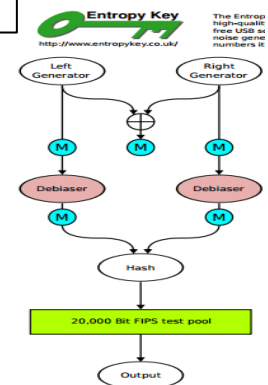 Entropy Key
http://www.entropykey.co.uk/
The Entrop
high-qualit
free USB so
noise gene
numbers it
Left
Generator
Right
Generator
M
M
M
Debiaser
Debiaser
M
M
Hash
20,000 Bit FIPS test pool
Output